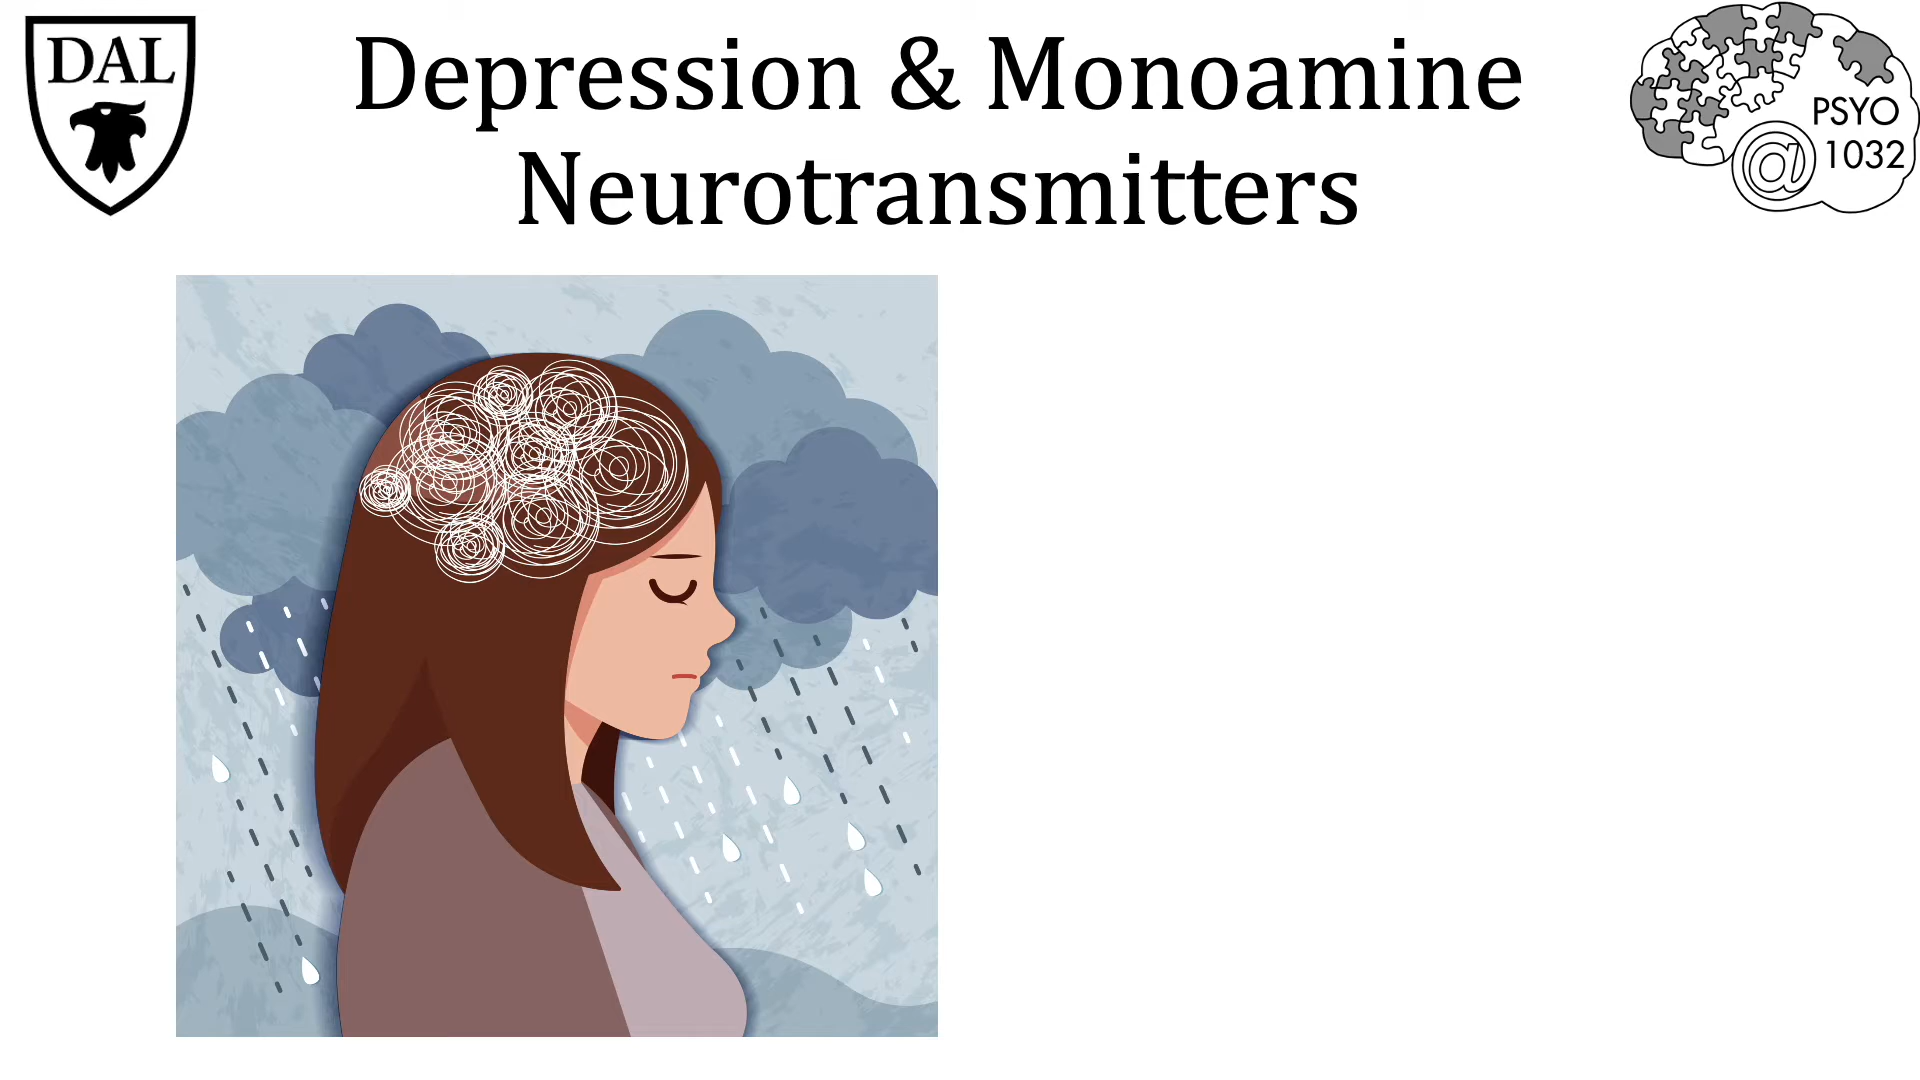 DAL
Depression & Monoamine
Neurotransmitters
PSYO
@ 1032